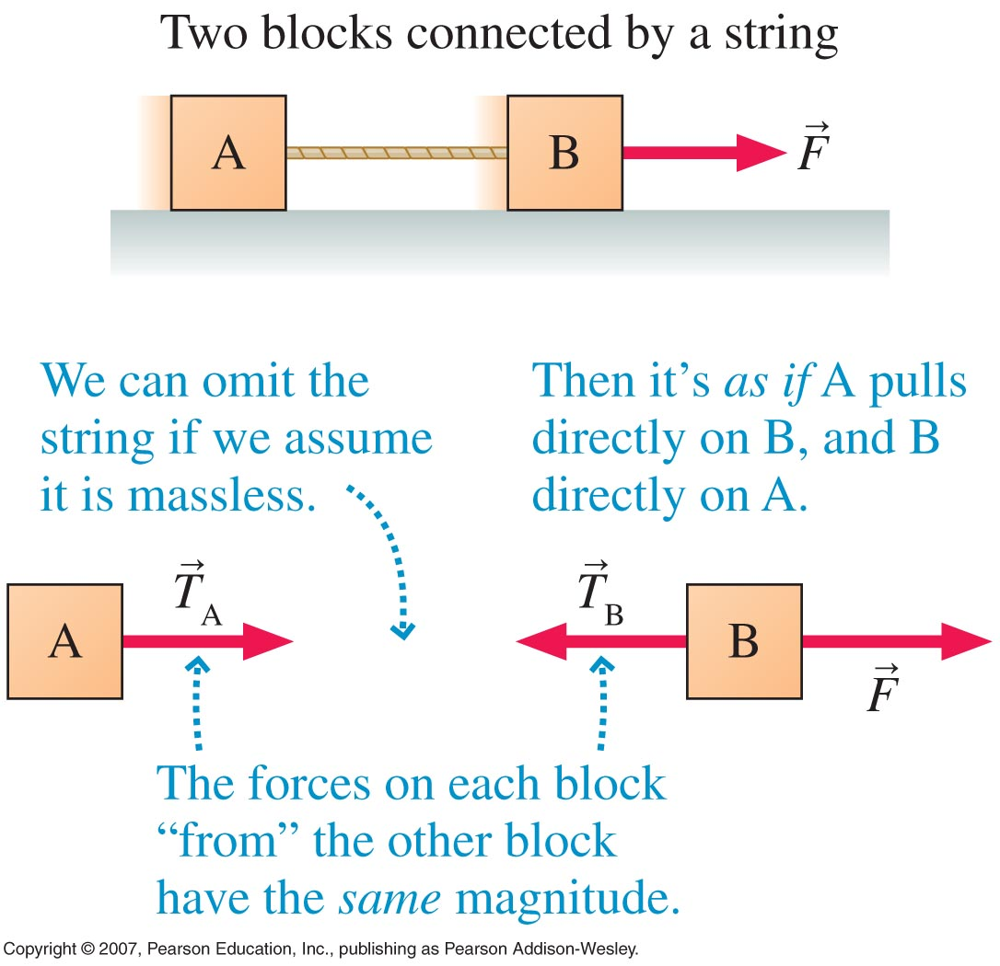 Two blocks connected by a string
A
B
F⃗
We can omit the
string if we assume
it is massless.
Then it’s as if A pulls
directly on B, and B
directly on A.
T⃗A
T⃗B
A
B
F⃗
The forces on each block
“from” the other block
have the same magnitude.
Copyright © 2007, Pearson Education, Inc., publishing as Pearson Addison-Wesley.